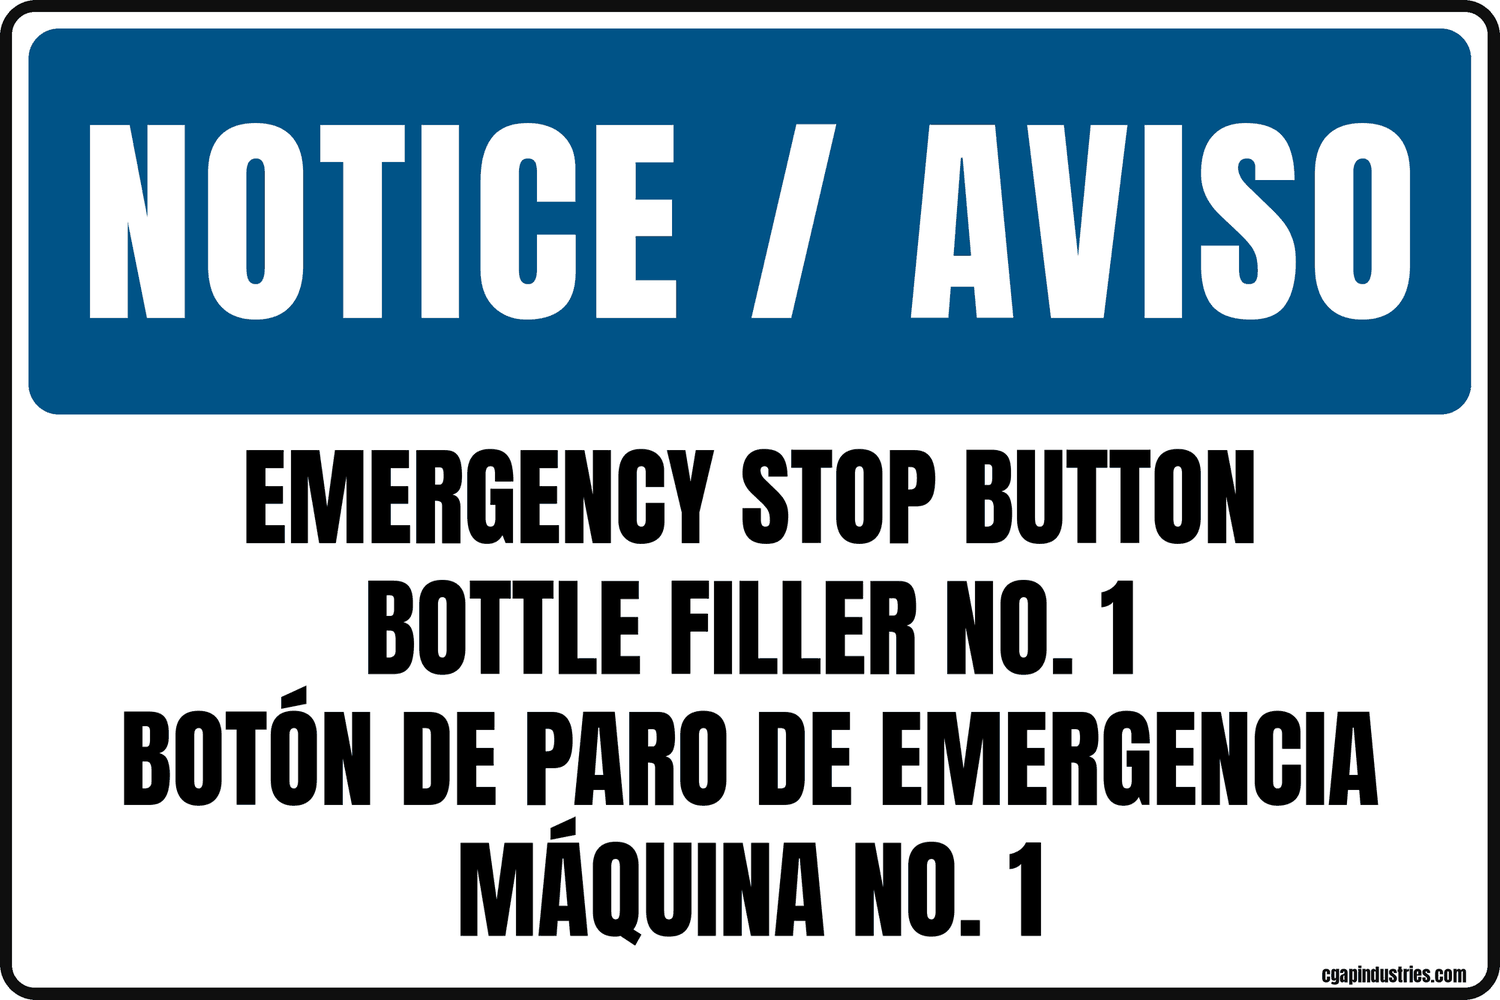 NOTICE / AVISO
EMERGENCY STOP BUTTON
BOTTLE FILLER NO. 1
BOTÓN DE PARO DE EMERGENCIA
MÁQUINA NO. 1
cgapindustries.com